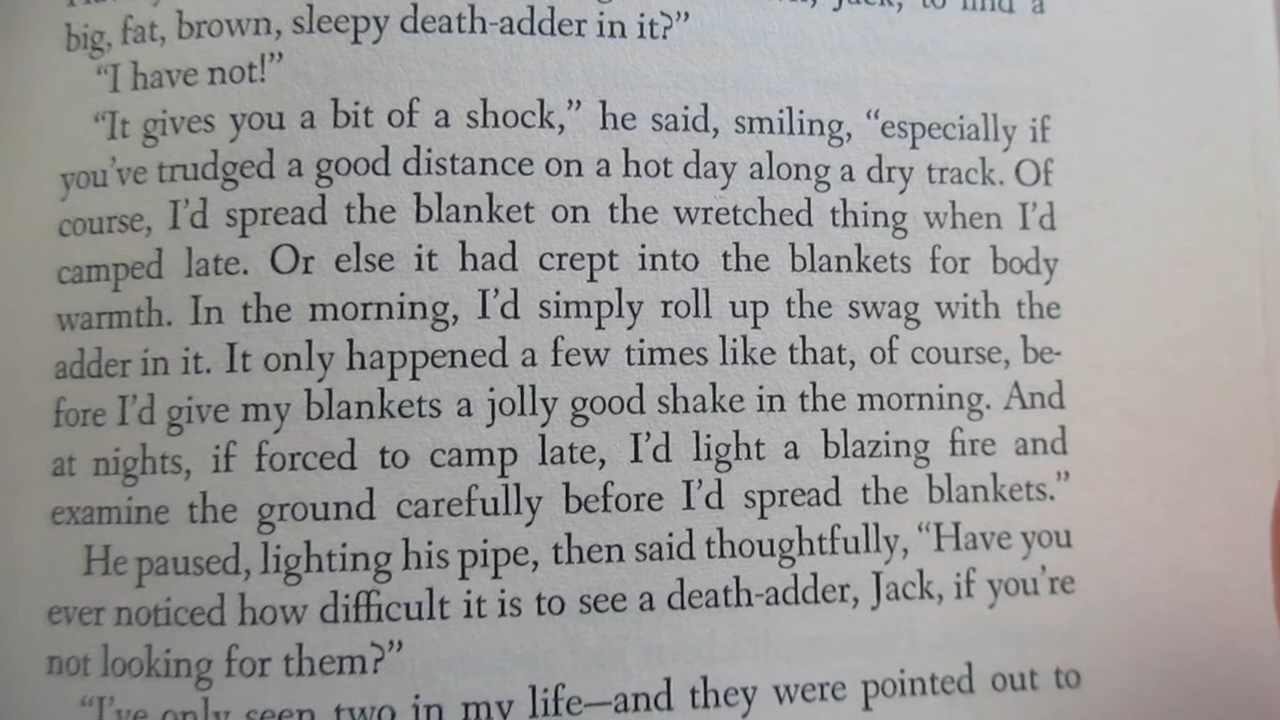 Jack, to find a
big, fat, brown, sleepy death-adder in it?”
“I have not!”
“It gives you a bit of a shock,” he said, smiling, “especially if
you’ve trudged a good distance on a hot day along a dry track. Of
course, I’d spread the blanket on the wretched thing when I’d
camped late. Or else it had crept into the blankets for body
warmth. In the morning, I’d simply roll up the swag with the
adder in it. It only happened a few times like that, of course, be-
fore I’d give my blankets a jolly good shake in the morning. And
at nights, if forced to camp late, I’d light a blazing fire and
examine the ground carefully before I’d spread the blankets.”
He paused, lighting his pipe, then said thoughtfully, “Have you
ever noticed how difficult it is to see a death-adder, Jack, if you’re
not looking for them?”
“I’ve only seen two in my life—and they were pointed out to